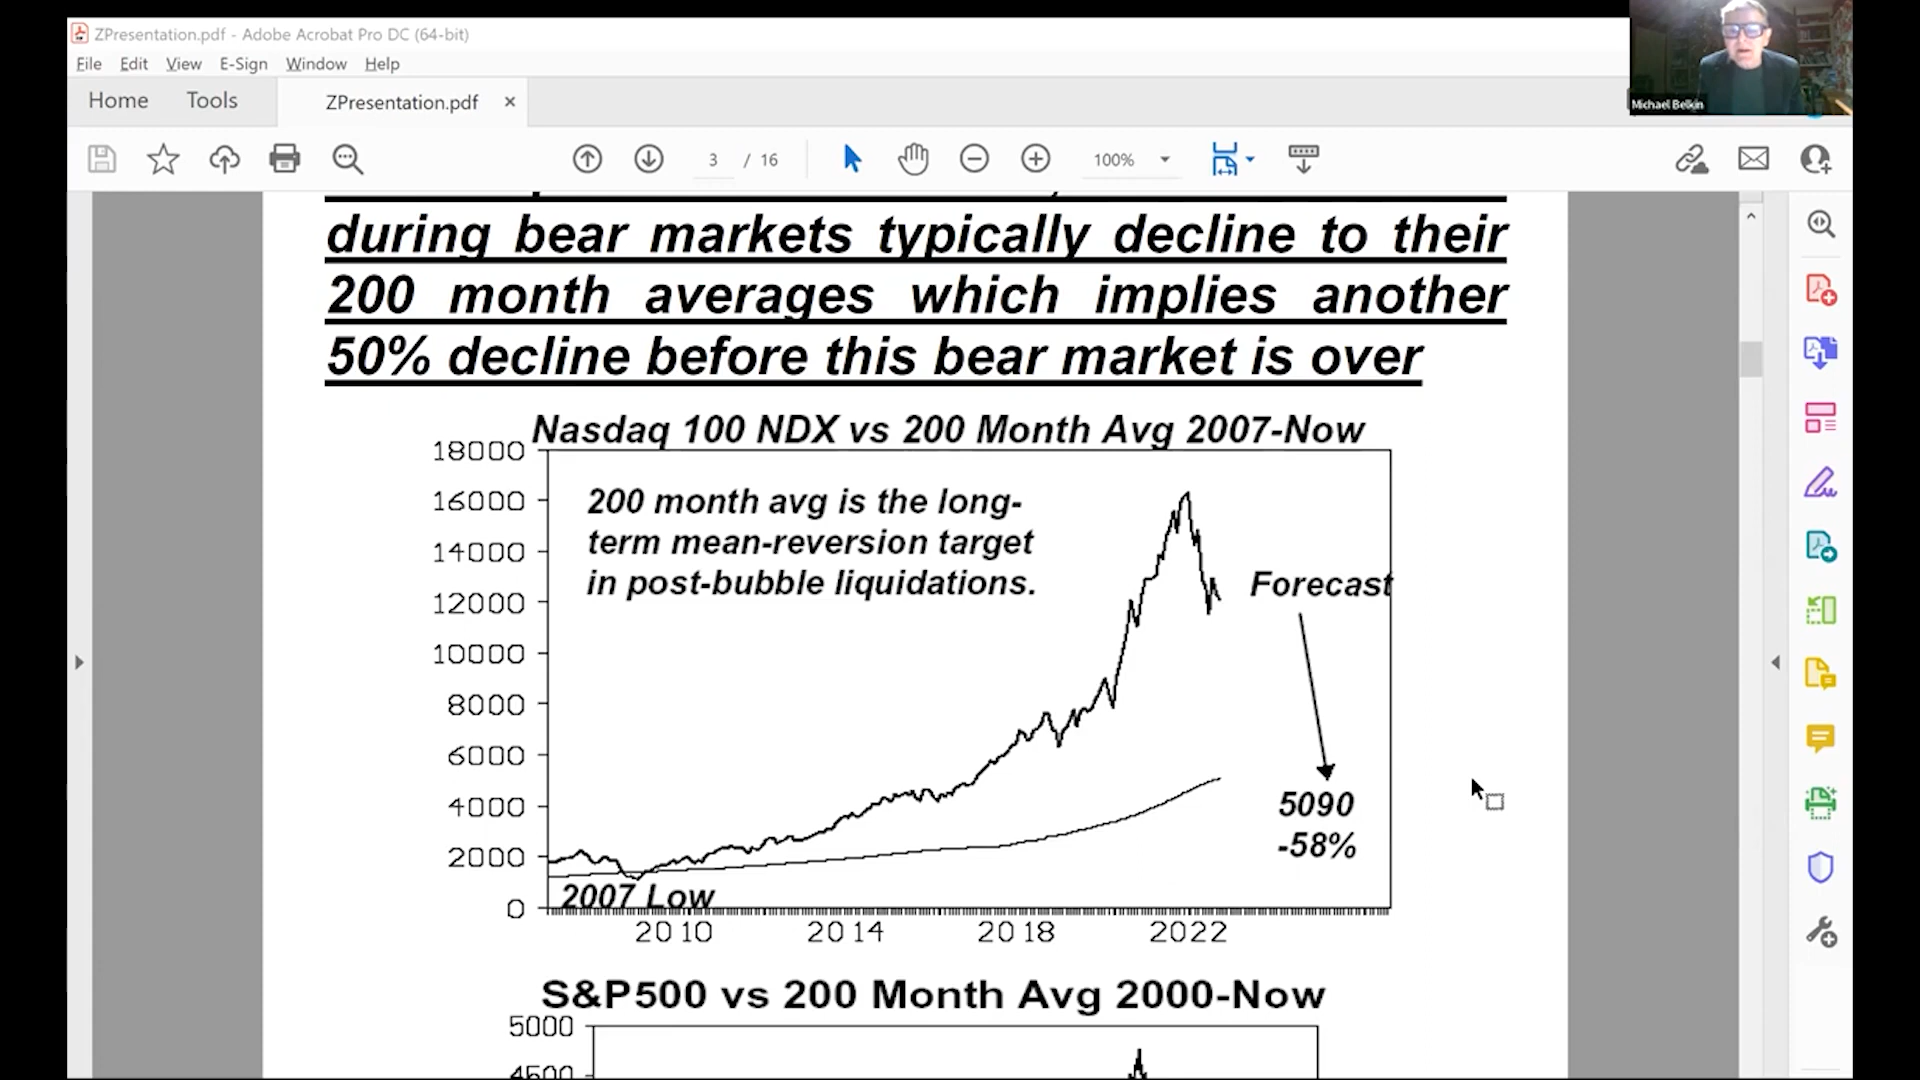 ZPresentation.pdf - Adobe Acrobat Pro DC (64-bit)
File Edit View E-Sign Window Help
Home Tools ZPresentation.pdf ×
3 / 16 100%
Michael Belkin
during bear markets typically decline to their
200 month averages which implies another
50% decline before this bear market is over
Nasdaq 100 NDX vs 200 Month Avg 2007-Now
18000
16000
14000
12000
10000
8000
6000
4000
2000
0
200 month avg is the long-
term mean-reversion target
in post-bubble liquidations.
Forecast
5090
-58%
2007 Low
2010 2014 2018 2022
S&P500 vs 200 Month Avg 2000-Now
5000
4500